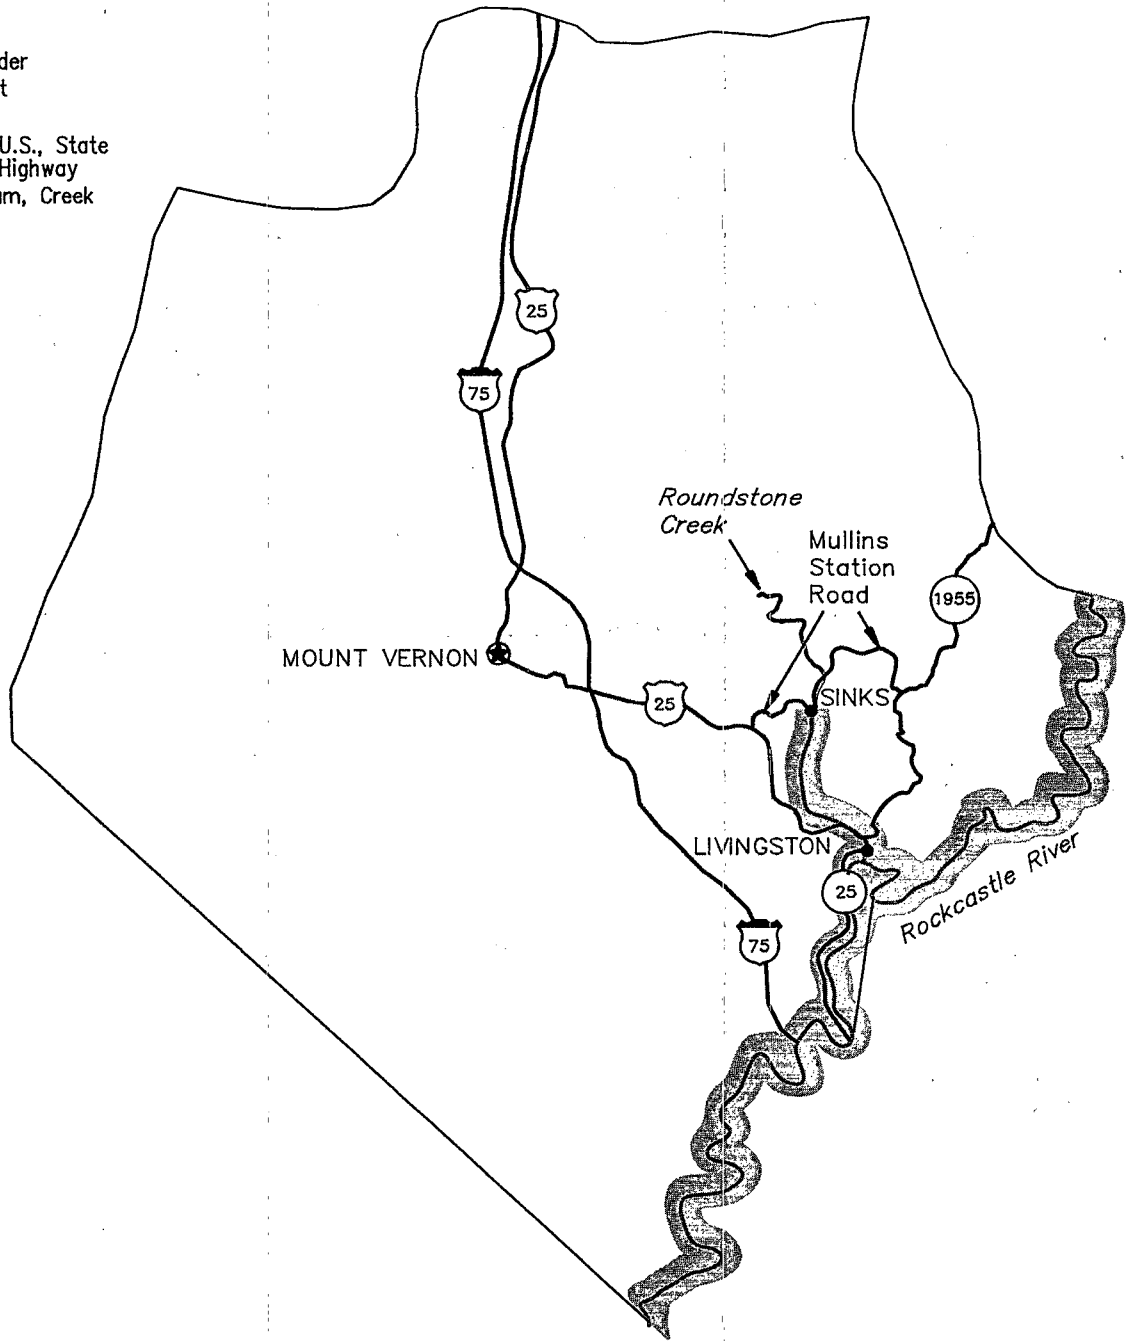 der
t
U.S., State
Highway
am, Creek
25
75
Roundstone
Creek
Mullins
Station
Road
1955
MOUNT VERNON
25
SINKS
LIVINGSTON
25
Rockcastle River
75